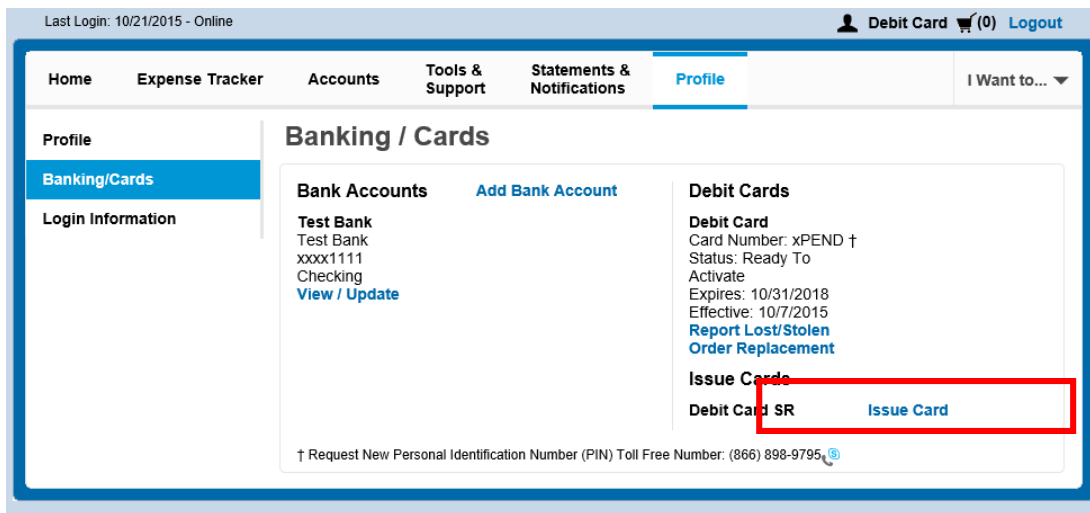 Last Login: 10/21/2015 - Online
Debit Card (0) Logout
Home Expense Tracker Accounts Tools & Support Statements & Notifications Profile I Want to...
Profile
Banking/Cards
Login Information
Banking / Cards
Bank Accounts Add Bank Account
Test Bank
Test Bank
xxxx1111
Checking
View / Update
Debit Cards
Debit Card
Card Number: xPEND †
Status: Ready To
Activate
Expires: 10/31/2018
Effective: 10/7/2015
Report Lost/Stolen
Order Replacement
Issue Cards
Debit Card SR Issue Card
† Request New Personal Identification Number (PIN) Toll Free Number: (866) 898-9795